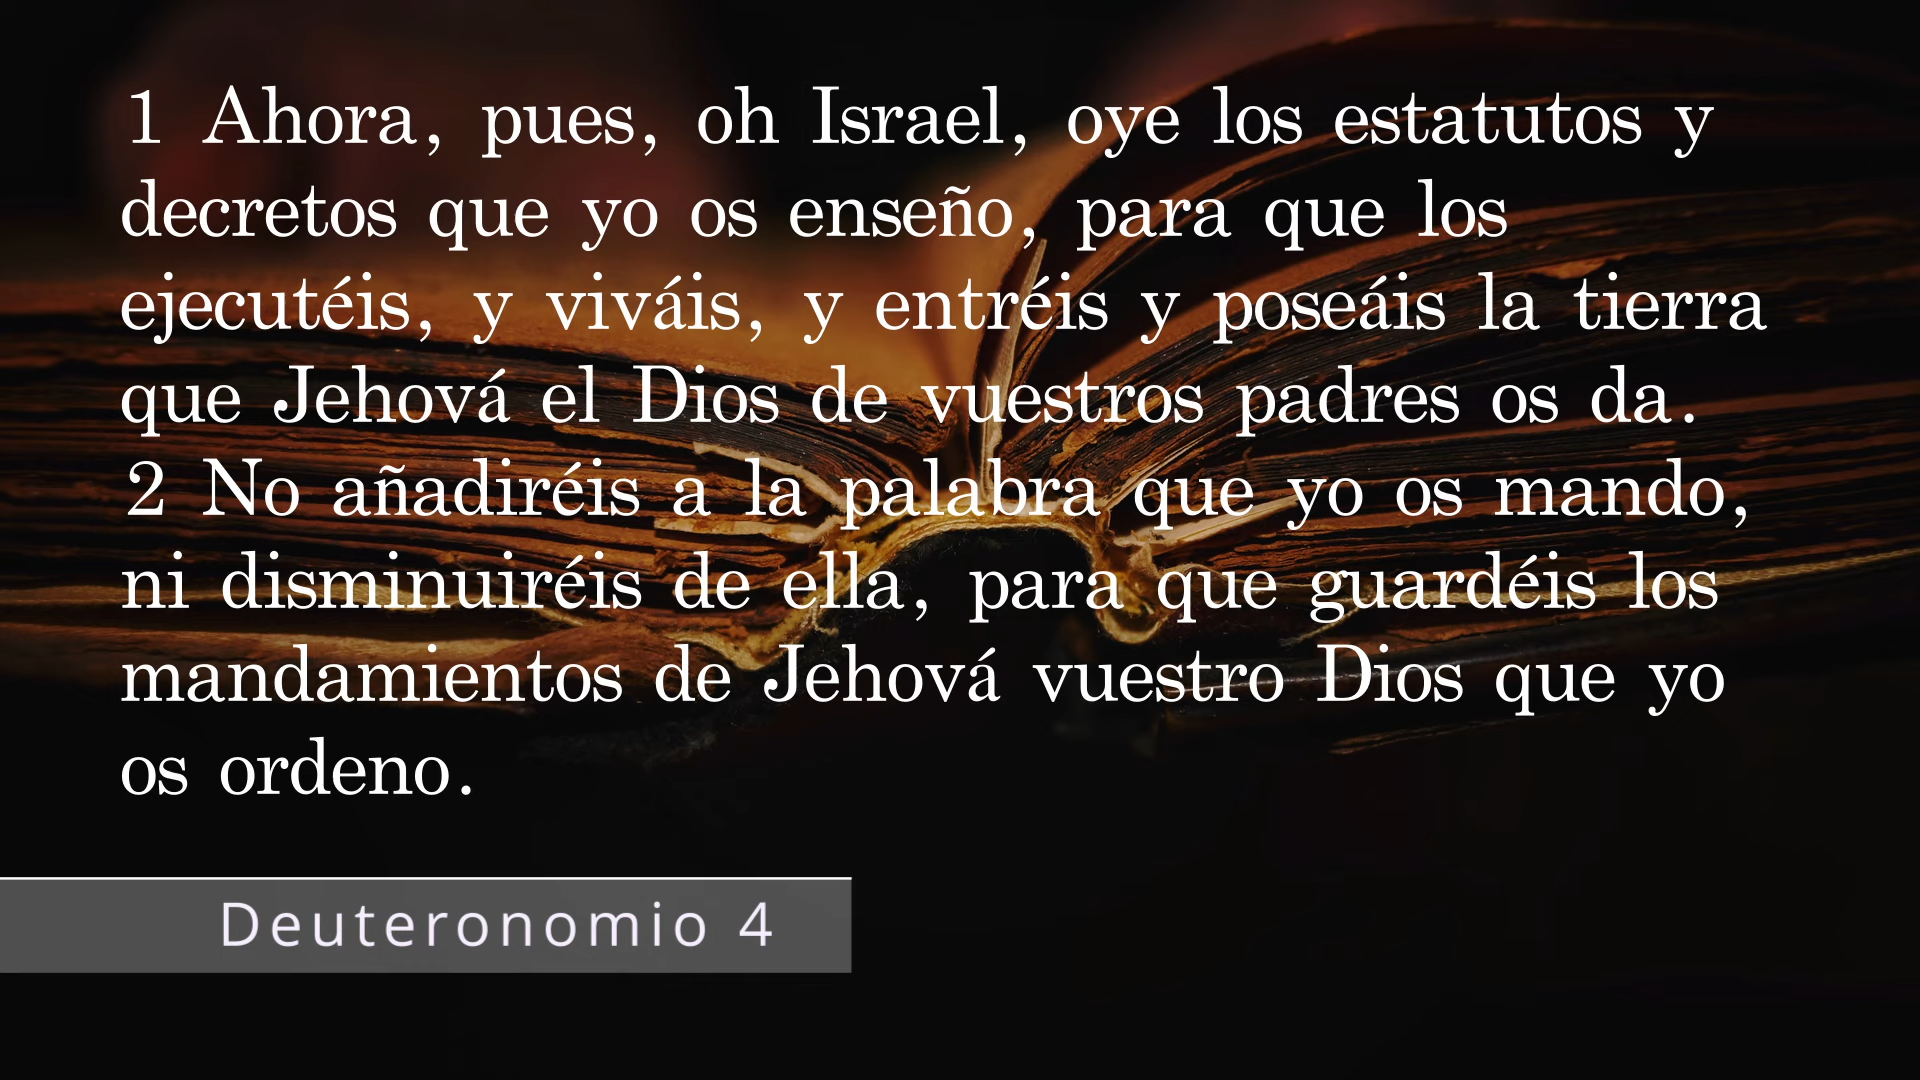 1 Ahora, pues, oh Israel, oye los estatutos y
decretos que yo os enseño, para que los
ejecutéis, y viváis, y entréis y poseáis la tierra
que Jehová el Dios de vuestros padres os da.
2 No añadiréis a la palabra que yo os mando,
ni disminuiréis de ella, para que guardéis los
mandamientos de Jehová vuestro Dios que yo
os ordeno.
Deuteronomio 4